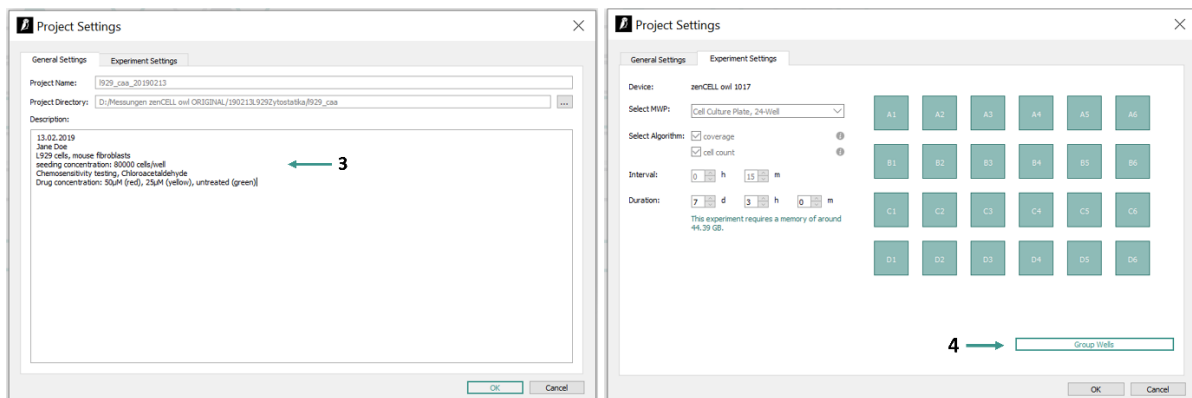 Project Settings
General Settings
Experiment Settings
Project Name:
l929_caa_20190213
Project Directory:
D:/Messungen zenCELL owl ORIGINAL/190213L929Zytostatika/l929_caa
...
Description:
13.02.2019
Jane Doe
L929 cells, mouse fibroblasts
seeding concentration: 80000 cells/well
Chemosensitivity testing, Chloroacetaldehyde
Drug concentration: 50µM (red), 25µM (yellow), untreated (green)
3
OK
Cancel
Project Settings
General Settings
Experiment Settings
Device:
zenCELL owl 1017
Select MWP:
Cell Culture Plate, 24-Well
Select Algorithm:
coverage
cell count
Interval:
0 h 15 m
Duration:
7 d 3 h 0 m
This experiment requires a memory of around
44.39 GB.
A1 A2 A3 A4 A5 A6
B1 B2 B3 B4 B5 B6
C1 C2 C3 C4 C5 C6
D1 D2 D3 D4 D5 D6
4
Group Wells
OK
Cancel